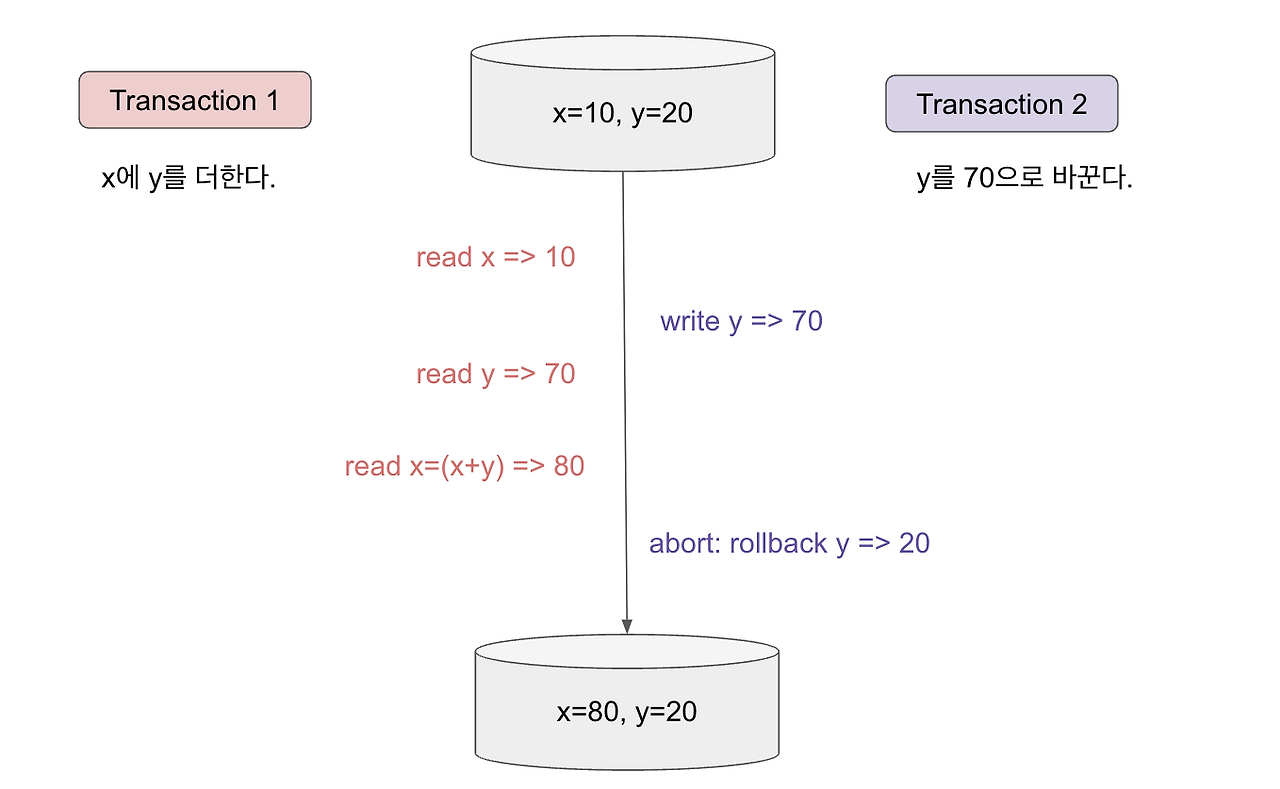 Transaction 1
x=10, y=20
Transaction 2
x에 y를 더한다.
y를 70으로 바꾼다.
read x => 10
write y => 70
read y => 70
read x=(x+y) => 80
abort: rollback y => 20
x=80, y=20